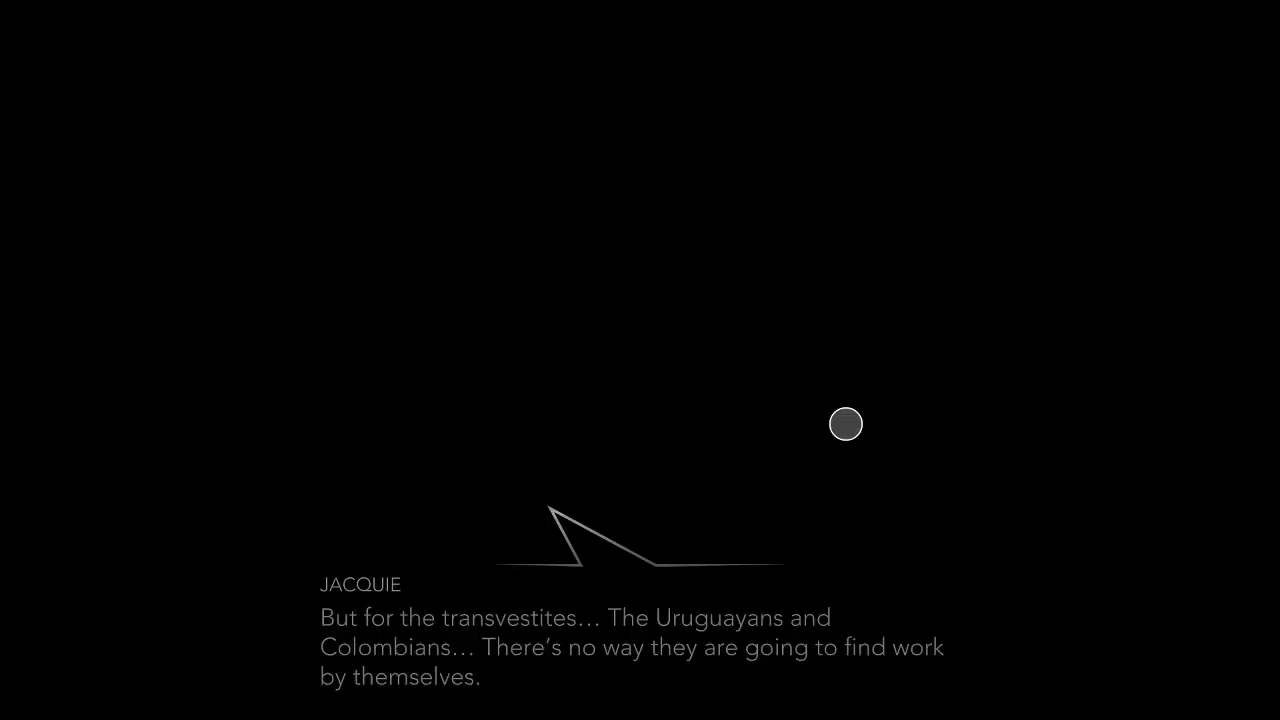 JACQUIE
But for the transvestites… The Uruguayans and
Colombians… There’s no way they are going to find work
by themselves.